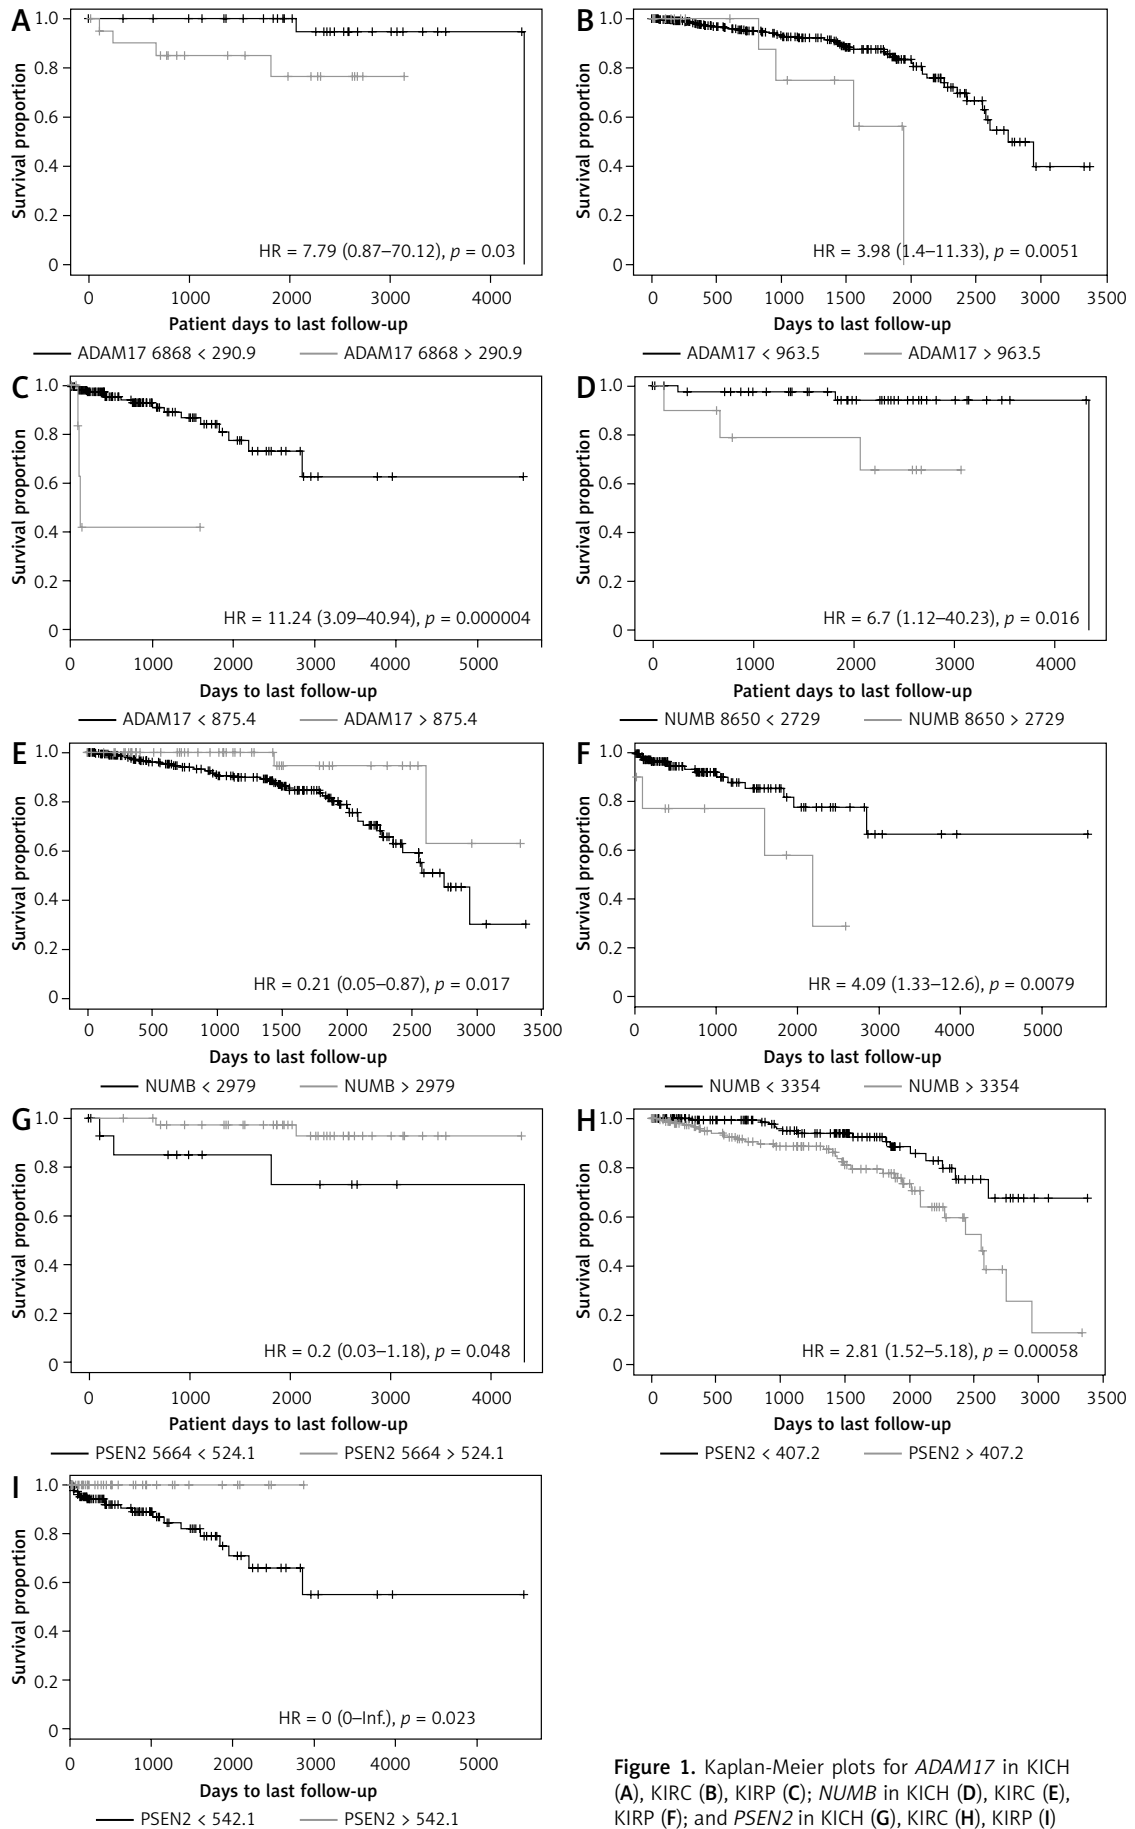 A
Survival proportion
1.0
0.8
0.6
0.4
0.2
0
HR = 7.79 (0.87–70.12), p = 0.03
0 1000 2000 3000 4000
Patient days to last follow-up
ADAM17 6868 < 290.9 ADAM17 6868 > 290.9
B
Survival proportion
1.0
0.8
0.6
0.4
0.2
0
HR = 3.98 (1.4–11.33), p = 0.0051
0 500 1000 1500 2000 2500 3000 3500
Days to last follow-up
ADAM17 < 963.5 ADAM17 > 963.5
C
Survival proportion
1.0
0.8
0.6
0.4
0.2
0
HR = 11.24 (3.09–40.94), p = 0.000004
0 1000 2000 3000 4000 5000
Days to last follow-up
ADAM17 < 875.4 ADAM17 > 875.4
D
Survival proportion
1.0
0.8
0.6
0.4
0.2
0
HR = 6.7 (1.12–40.23), p = 0.016
0 1000 2000 3000 4000
Patient days to last follow-up
NUMB 8650 < 2729 NUMB 8650 > 2729
E
Survival proportion
1.0
0.8
0.6
0.4
0.2
0
HR = 0.21 (0.05–0.87), p = 0.017
0 500 1000 1500 2000 2500 3000 3500
Days to last follow-up
NUMB < 2979 NUMB > 2979
F
Survival proportion
1.0
0.8
0.6
0.4
0.2
0
HR = 4.09 (1.33–12.6), p = 0.0079
0 1000 2000 3000 4000 5000
Days to last follow-up
NUMB < 3354 NUMB > 3354
G
Survival proportion
1.0
0.8
0.6
0.4
0.2
0
HR = 0.2 (0.03–1.18), p = 0.048
0 1000 2000 3000 4000
Patient days to last follow-up
PSEN2 5664 < 524.1 PSEN2 5664 > 524.1
H
Survival proportion
1.0
0.8
0.6
0.4
0.2
0
HR = 2.81 (1.52–5.18), p = 0.00058
0 500 1000 1500 2000 2500 3000 3500
Days to last follow-up
PSEN2 < 407.2 PSEN2 > 407.2
I
Survival proportion
1.0
0.8
0.6
0.4
0.2
0
HR = 0 (0–Inf.), p = 0.023
0 1000 2000 3000 4000 5000
Days to last follow-up
PSEN2 < 542.1 PSEN2 > 542.1
Figure 1. Kaplan-Meier plots for ADAM17 in KICH
(A), KIRC (B), KIRP (C); NUMB in KICH (D), KIRC (E),
KIRP (F); and PSEN2 in KICH (G), KIRC (H), KIRP (I)